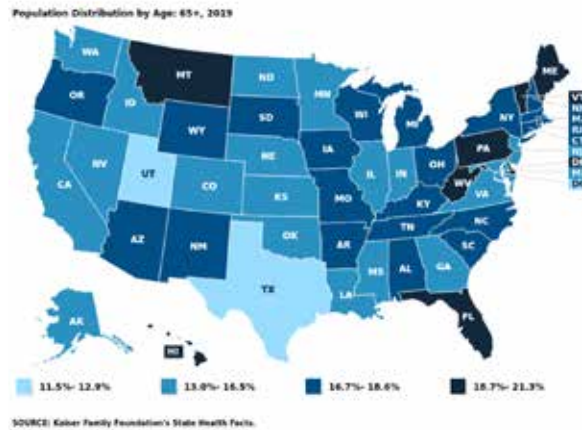 Population Distribution by Age: 65+, 2019
WA
MT
ND
MN
ME
OR
ID
WY
SD
WI
MI
NY
NV
UT
CO
NE
IA
IL
IN
OH
PA
WV
VA
CA
KS
MO
KY
AZ
NM
OK
AR
TN
NC
SC
TX
LA
MS
AL
GA
FL
AK
HI
11.5%- 12.9%
13.0%- 16.5%
16.7%- 18.6%
18.7%- 21.3%
SOURCE: Kaiser Family Foundation's State Health Facts.